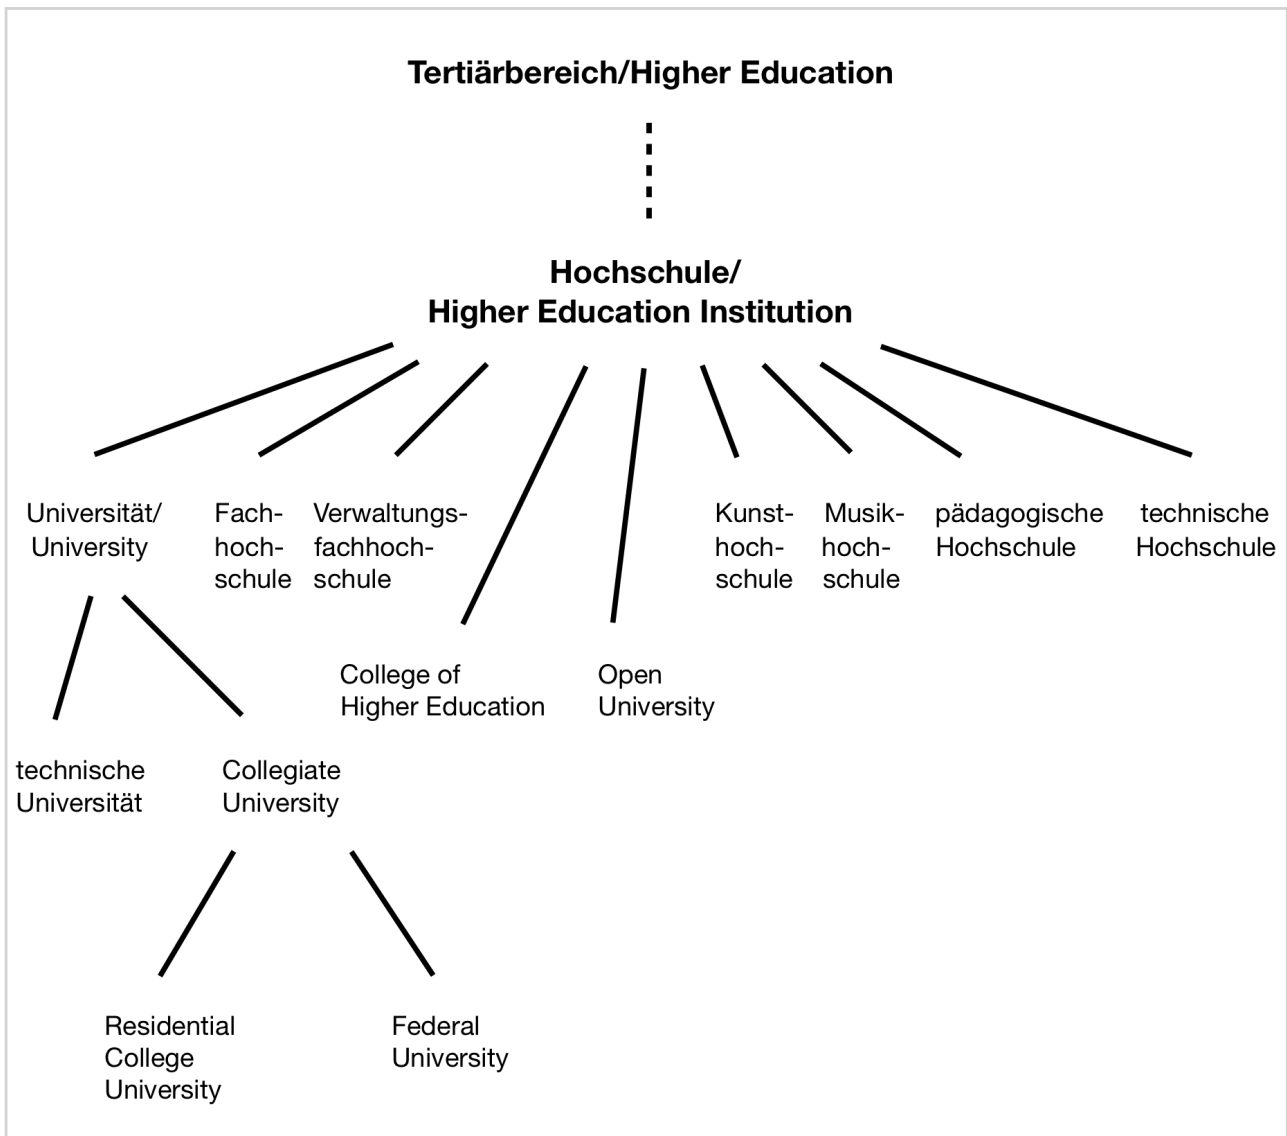 Tertiärbereich/Higher Education
Hochschule/
Higher Education Institution
Universität/
University
Fach-
hoch-
schule
Verwaltungs-
fachhoch-
schule
Kunst-
hoch-
schule
Musik-
hoch-
schule
pädagogische
Hochschule
technische
Hochschule
College of
Higher Education
Open
University
technische
Universität
Collegiate
University
Residential
College
University
Federal
University